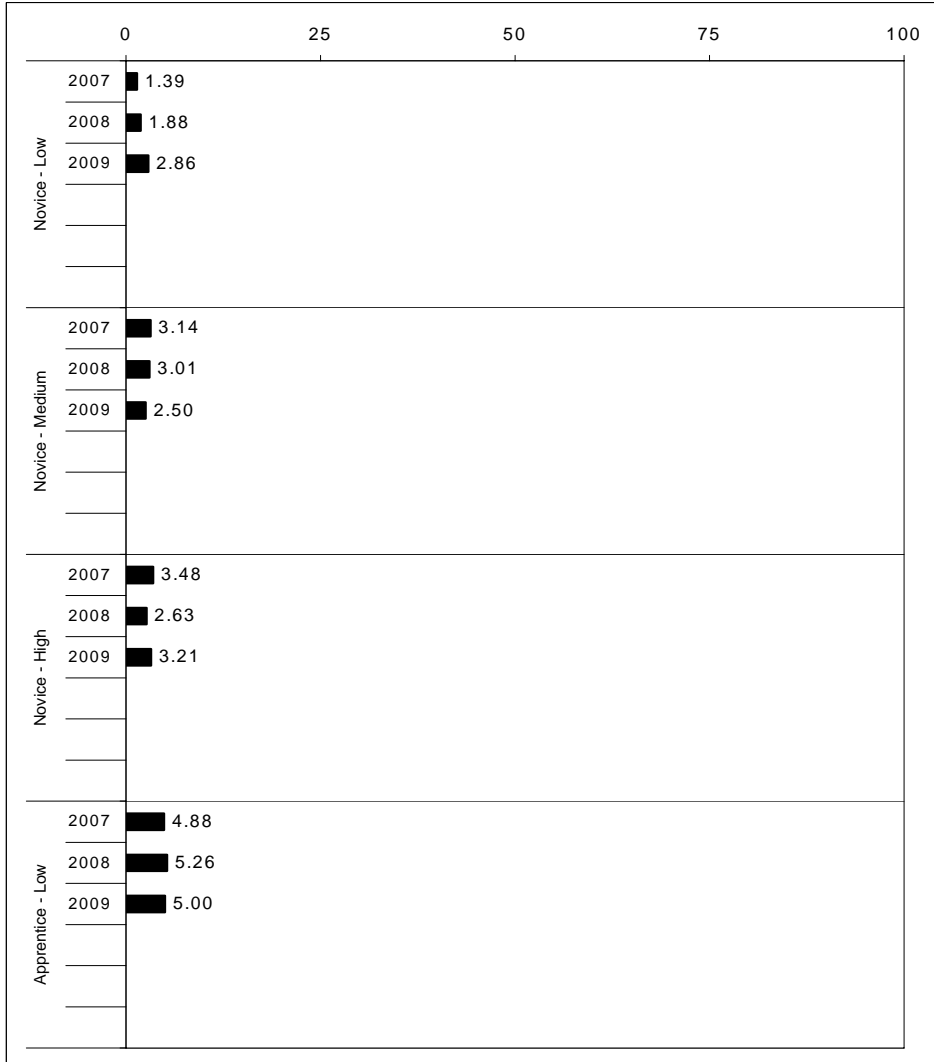 0 25 50 75 100
Novice - Low
2007 1.39
2008 1.88
2009 2.86
Novice - Medium
2007 3.14
2008 3.01
2009 2.50
Novice - High
2007 3.48
2008 2.63
2009 3.21
Apprentice - Low
2007 4.88
2008 5.26
2009 5.00